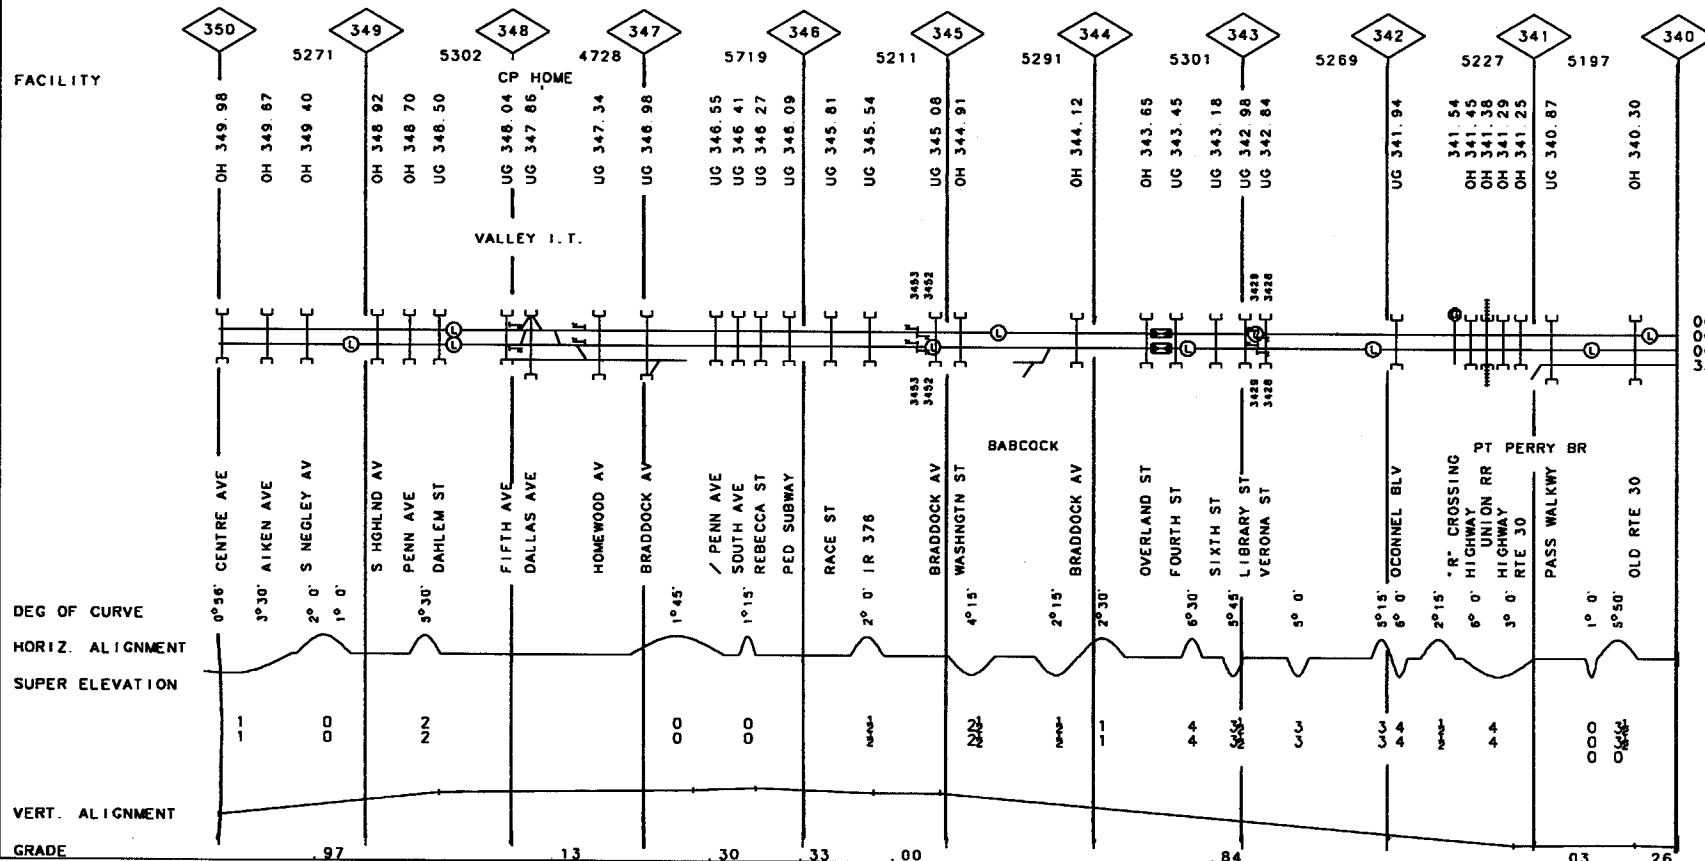 350 349 348 347 346 345 344 343 342 341 340
5271 5302 4728 5719 5211 5291 5301 5269 5227 5197
FACILITY
CP HOME
OH 349.98
OH 349.67
OH 349 40
OH 348 92
OH 348 70
UG 348.50
UG 348.04
UG 347.86
UG 347.34
UG 346.98
UG 346.55
UG 346 41
UG 346 27
UG 346.09
UG 345.81
UG 345.54
UG 345 08
OH 344.91
OH 344.12
OH 343.65
UG 343.45
UG 343.18
UG 342.98
UG 342.84
UG 341.94
341.54
OH 341.45
OH 341.38
OH 341.29
OH 341.25
UG 340.87
OH 340.30
VALLEY I.T.
3453
3452
3429
3428
L L L L L L L L L L L
3453
3452
3429
3428
BABCOCK
PT PERRY BR
CENTRE AVE
AIKEN AVE
S NEGLEY AV
S HGHLND AV
PENN AVE
DAHLEM ST
FIFTH AVE
DALLAS AVE
HOMEWOOD AV
BRADDOCK AV
/ PENN AVE
SOUTH AVE
REBECCA ST
PED SUBWAY
RACE ST
IR 376
BRADDOCK AV
WASHNGTN ST
BRADDOCK AV
OVERLAND ST
FOURTH ST
SIXTH ST
LIBRARY ST
VERONA ST
OCONNEL BLV
"R" CROSSING
HIGHWAY
UNION RR
HIGHWAY
RTE 30
PASS WALKWY
OLD RTE 30
DEG OF CURVE
0°56' 3°30' 2° 0' 1° 0' 5°30' 1°45' 1°15' 2° 0' 4°15' 2°15' 2°30' 6°30' 5°45' 5° 0' 5°15' 6° 0' 2°15' 6° 0' 3° 0' 1° 0' 5°50'
HORIZ. ALIGNMENT
SUPER ELEVATION
1 0 2 0 0 1 4 3 3 4 4 0
1 0 2 0 0 1 4 3 3 4 4 0
0 0
VERT. ALIGNMENT
GRADE .97 .13 .30 .33 .00 .84 .03 .26